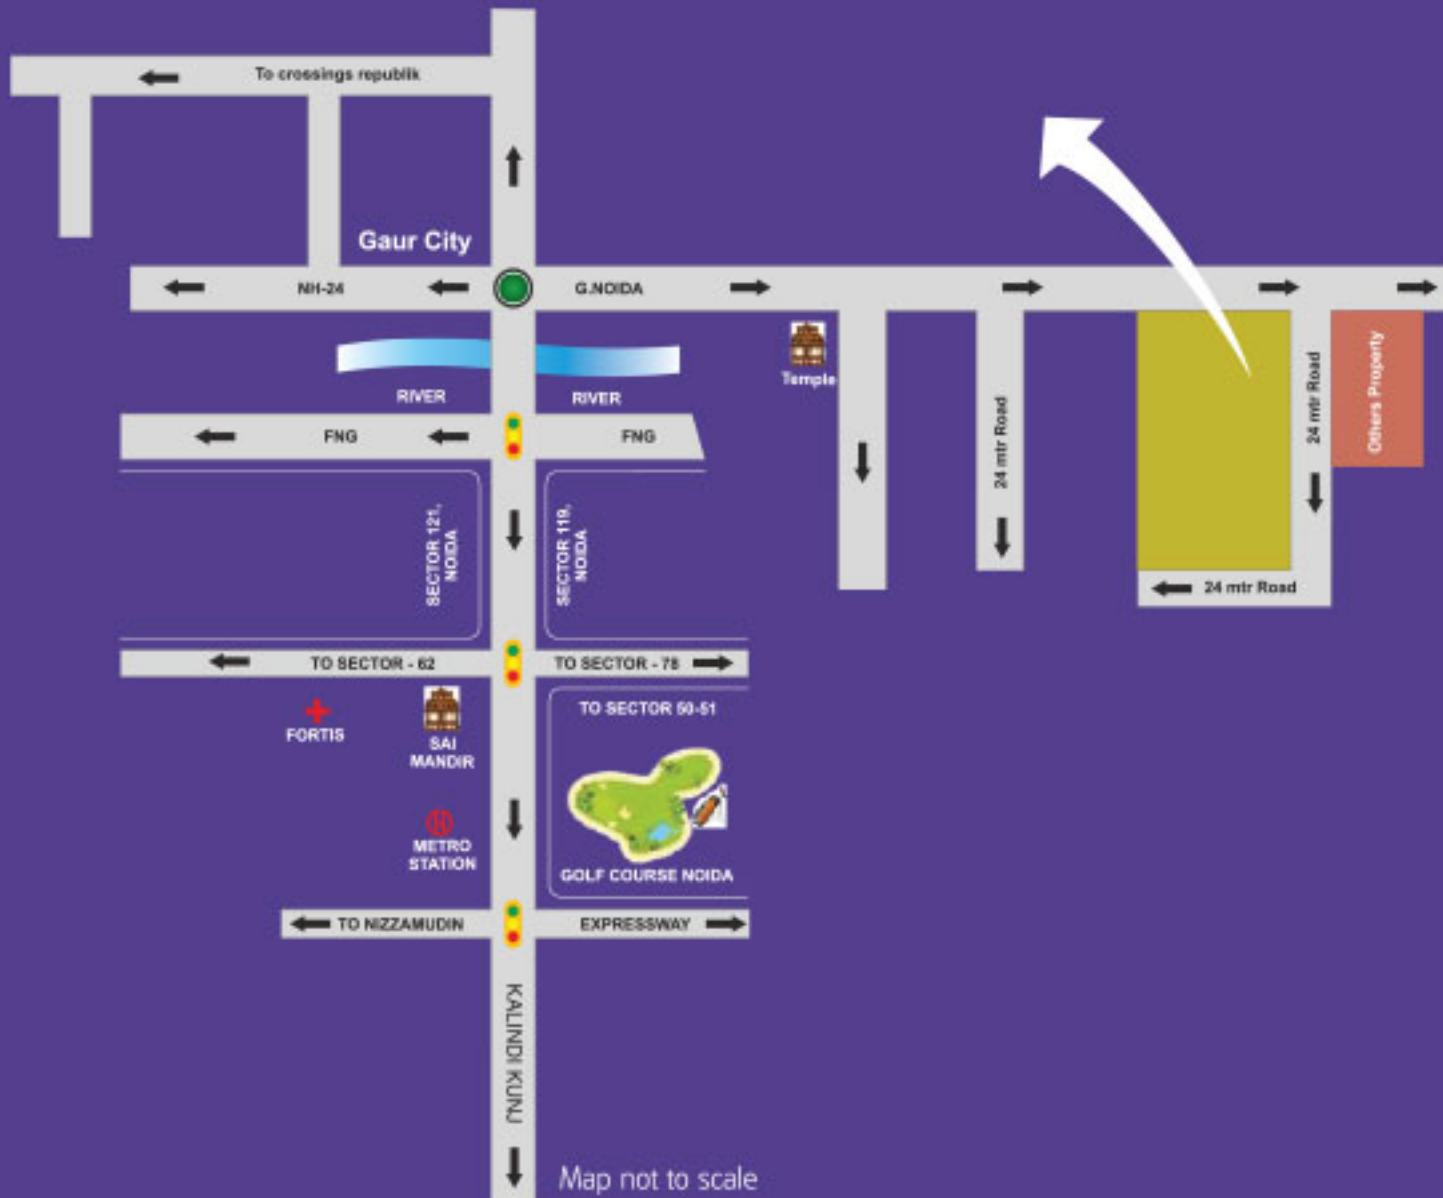 To crossings republik
Gaur City
NH-24
G.NOIDA
Temple
RIVER
RIVER
FNG
FNG
24 mtr Road
24 mtr Road
Others Property
24 mtr Road
SECTOR 121,
NOIDA
SECTOR 119,
NOIDA
TO SECTOR - 62
TO SECTOR - 78
FORTIS
SAI
MANDIR
TO SECTOR 50-51
METRO
STATION
GOLF COURSE NOIDA
TO NIZZAMUDIN
EXPRESSWAY
KALINDI KUNJ
Map not to scale